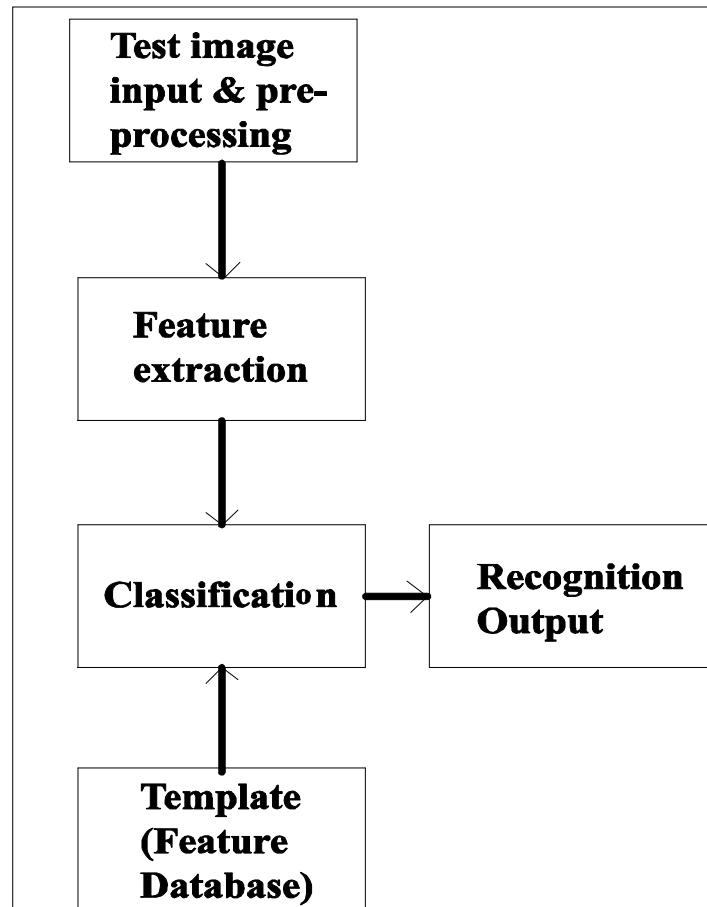 Test image
input & pre-
processing
Feature
extraction
Classification
Recognition
Output
Template
(Feature
Database)